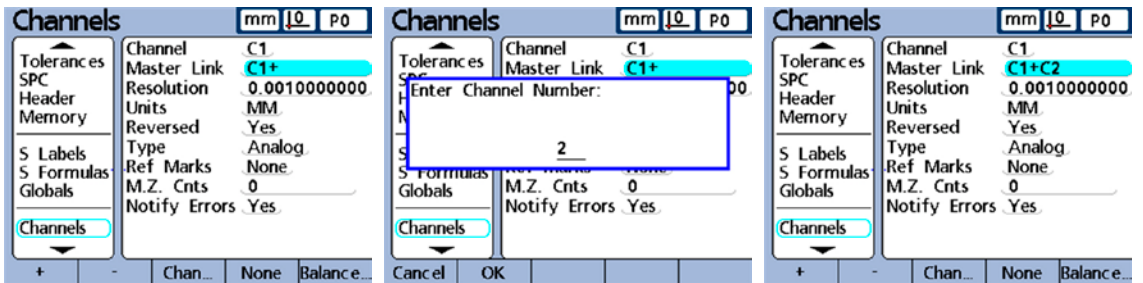 Channels mm 0 P0
Tolerances
SPC
Header
Memory
S Labels
S Formulas
Globals
Channels
Channel C1
Master Link C1+
Resolution 0.0010000000
Units MM
Reversed Yes
Type Analog
Ref Marks None
M.Z. Cnts 0
Notify Errors Yes
+ - Chan... None Balance...
Channels mm 0 P0
Tolerances
Globals
Channels
Channel C1
Master Link C1+
Enter Channel Number:
2
M.Z. Cnts 0
Notify Errors Yes
Cancel OK
Channels mm 0 P0
Tolerances
SPC
Header
Memory
S Labels
S Formulas
Globals
Channels
Channel C1
Master Link C1+C2
Resolution 0.0010000000
Units MM
Reversed Yes
Type Analog
Ref Marks None
M.Z. Cnts 0
Notify Errors Yes
+ - Chan... None Balance...